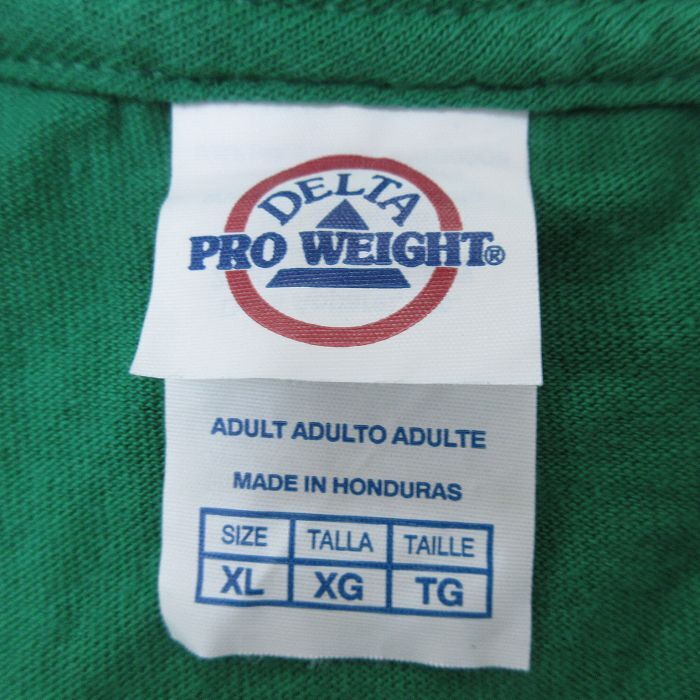 DELTA
PRO WEIGHT®
ADULT ADULTO ADULTE
MADE IN HONDURAS
SIZE TALLA TAILLE
XL XG TG